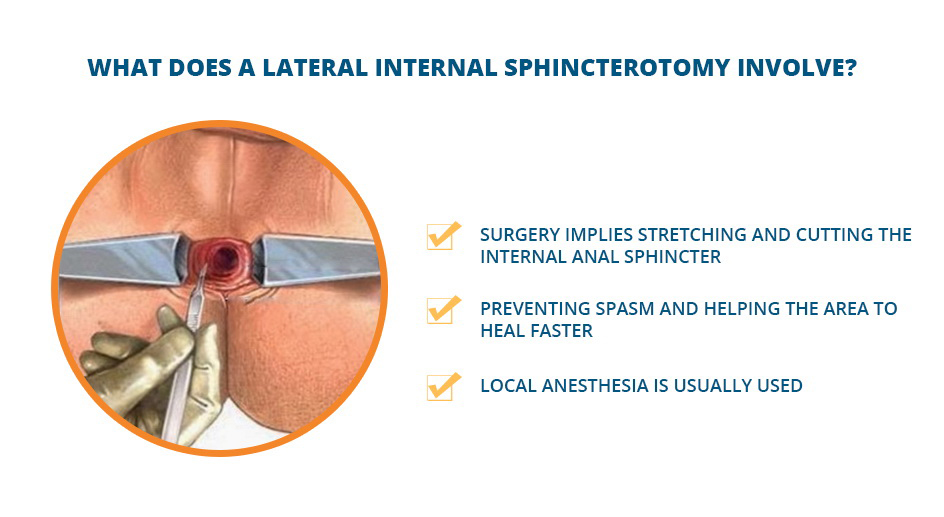 WHAT DOES A LATERAL INTERNAL SPHINCTEROTOMY INVOLVE?
SURGERY IMPLIES STRETCHING AND CUTTING THE
INTERNAL ANAL SPHINCTER
PREVENTING SPASM AND HELPING THE AREA TO
HEAL FASTER
LOCAL ANESTHESIA IS USUALLY USED